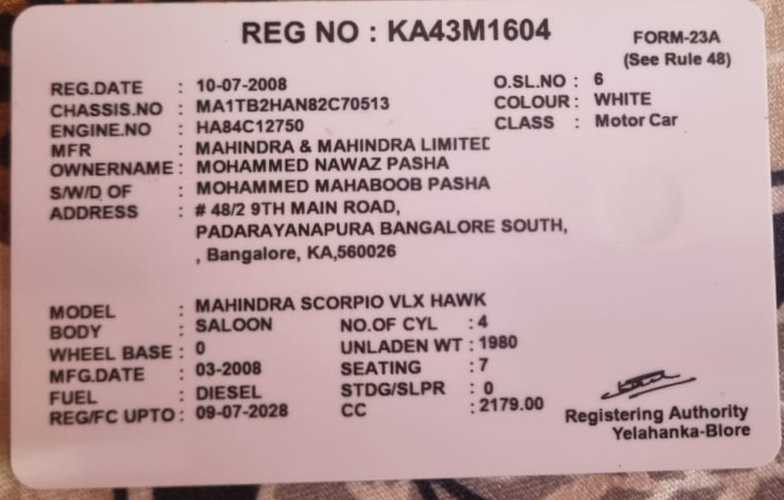 REG NO : KA43M1604
FORM-23A
(See Rule 48)
REG.DATE : 10-07-2008 O.SL.NO : 6
CHASSIS.NO : MA1TB2HAN82C70513 COLOUR : WHITE
ENGINE.NO : HA84C12750 CLASS : Motor Car
MFR : MAHINDRA & MAHINDRA LIMITED
OWNERNAME : MOHAMMED NAWAZ PASHA
S/W/D OF : MOHAMMED MAHABOOB PASHA
ADDRESS : # 48/2 9TH MAIN ROAD,
PADARAYANAPURA BANGALORE SOUTH,
, Bangalore, KA,560026
MODEL : MAHINDRA SCORPIO VLX HAWK
BODY : SALOON NO.OF CYL : 4
WHEEL BASE : 0 UNLADEN WT : 1980
MFG.DATE : 03-2008 SEATING : 7
FUEL : DIESEL STDG/SLPR : 0
REG/FC UPTO : 09-07-2028 CC : 2179.00
Registering Authority
Yelahanka-Blore